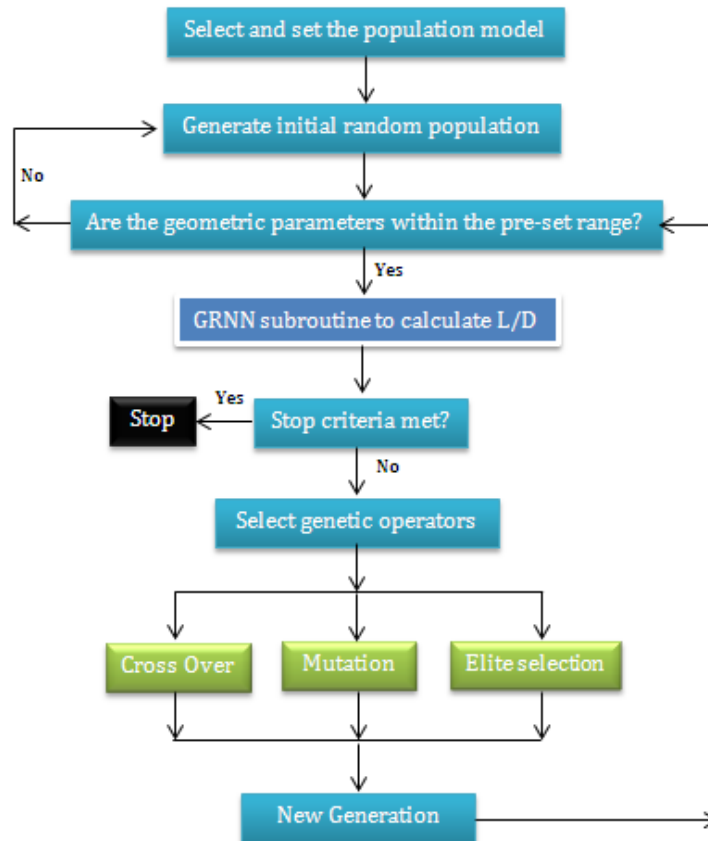 Select and set the population model
Generate initial random population
No
Are the geometric parameters within the pre-set range?
Yes
GRNN subroutine to calculate L/D
Yes
Stop
Stop criteria met?
No
Select genetic operators
Cross Over
Mutation
Elite selection
New Generation